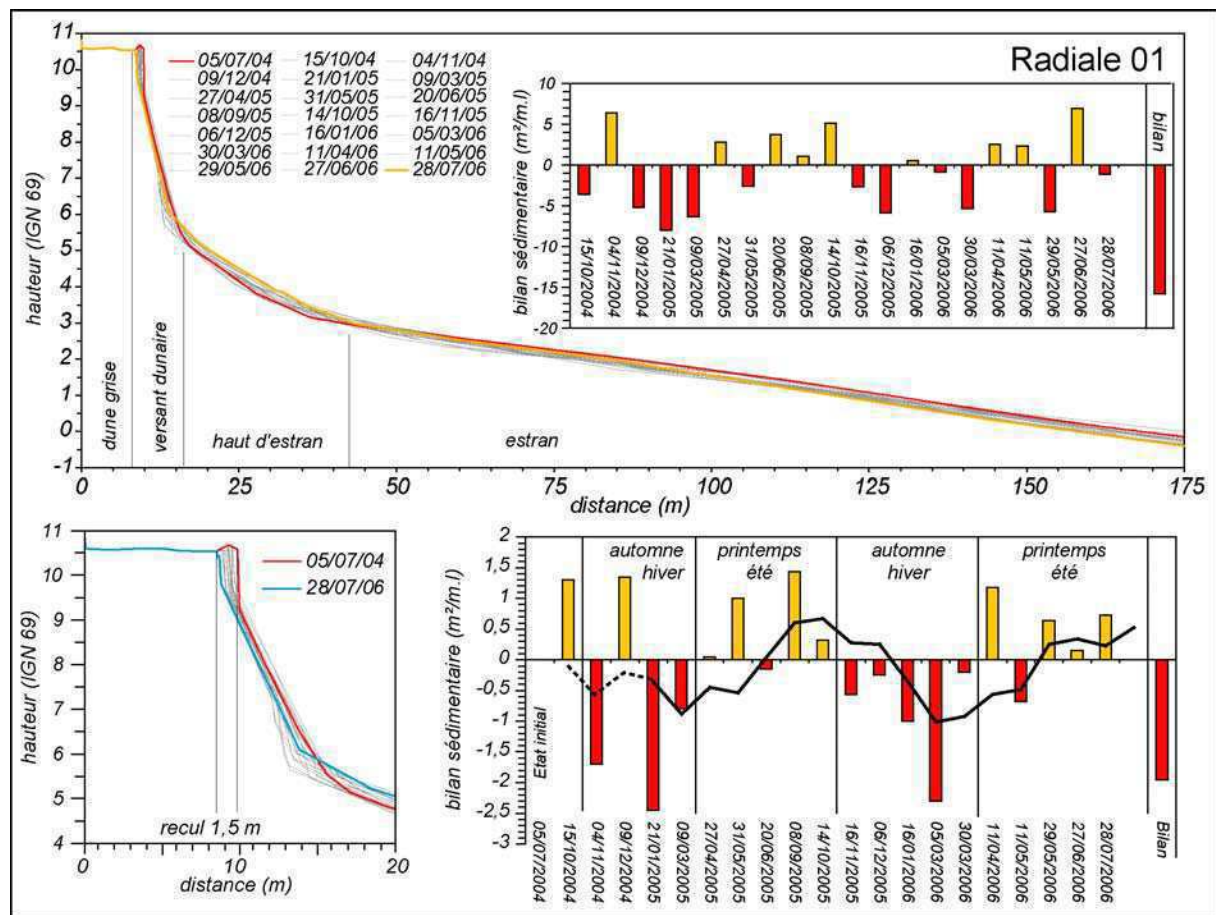 Radiale 01
hauteur (IGN 69)
11
10
9
8
7
6
5
4
3
2
1
0
-1
05/07/04 15/10/04 04/11/04
09/12/04 21/01/05 09/03/05
27/04/05 31/05/05 20/06/05
08/09/05 14/10/05 16/11/05
06/12/05 16/01/06 05/03/06
30/03/06 11/04/06 11/05/06
29/05/06 27/06/06 28/07/06
dune grise
versant dunaire
haut d'estran
estran
0 25 50 75 100 125 150 175
distance (m)
bilan sédimentaire (m²/m.l)
10
5
0
-5
-10
-15
-20
15/10/2004
04/11/2004
09/12/2004
21/01/2005
09/03/2005
27/04/2005
31/05/2005
20/06/2005
08/09/2005
14/10/2005
16/11/2005
06/12/2005
16/01/2006
05/03/2006
30/03/2006
11/04/2006
11/05/2006
29/05/2006
27/06/2006
28/07/2006
bilan
hauteur (IGN 69)
11
10
9
8
7
6
5
4
05/07/04
28/07/06
recul 1,5 m
0 10 20
distance (m)
bilan sédimentaire (m²/m.l)
2
1,5
1
0,5
0
-0,5
-1
-1,5
-2
-2,5
-3
automne
hiver
printemps
été
automne
hiver
printemps
été
Etat initial
05/07/2004
15/10/2004
04/11/2004
09/12/2004
21/01/2005
09/03/2005
27/04/2005
31/05/2005
20/06/2005
08/09/2005
14/10/2005
16/11/2005
06/12/2005
16/01/2006
05/03/2006
30/03/2006
11/04/2006
11/05/2006
29/05/2006
27/06/2006
28/07/2006
Bilan